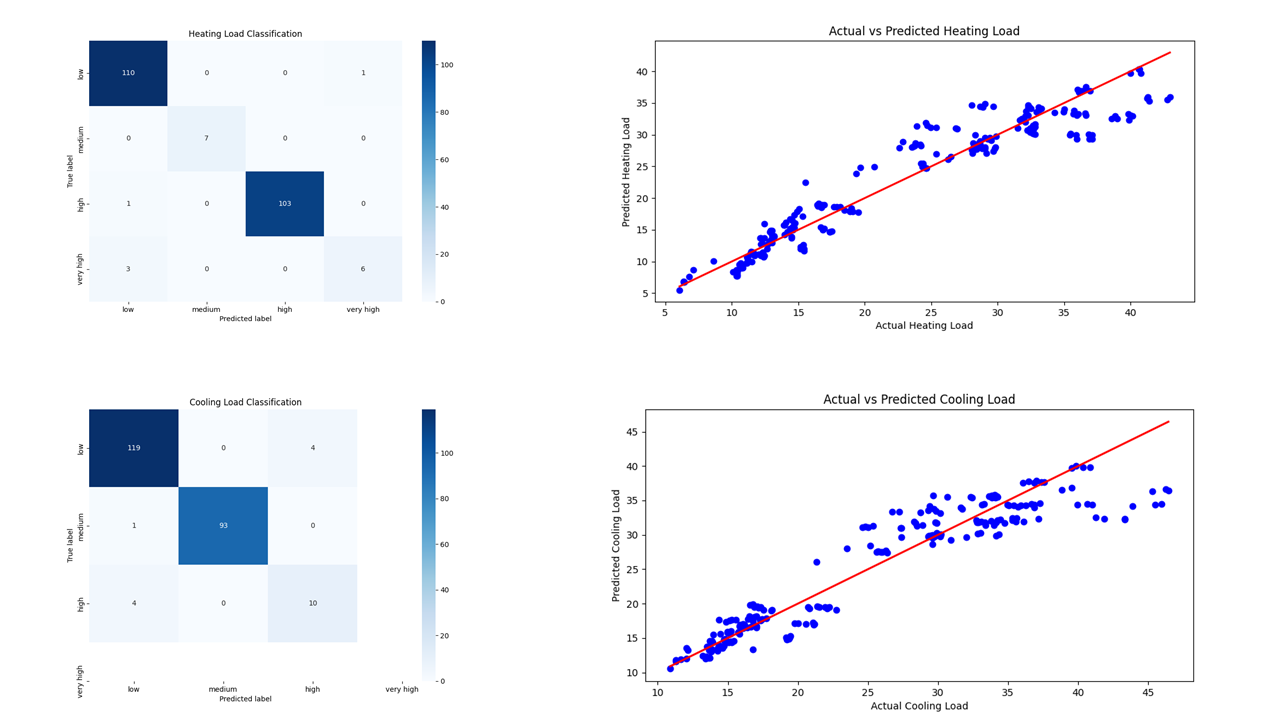 Heating Load Classification
110 0 0 1
0 7 0 0
1 0 103 0
3 0 0 6
low
medium
high
very high
True label
low medium high very high
Predicted label
100
80
60
40
20
0
Actual vs Predicted Heating Load
40
35
30
25
20
15
10
5
Predicted Heating Load
5 10 15 20 25 30 35 40
Actual Heating Load
Cooling Load Classification
119 0 4
1 93 0
4 0 10
low
medium
high
very high
True label
low medium high very high
Predicted label
100
80
60
40
20
0
Actual vs Predicted Cooling Load
45
40
35
30
25
20
15
10
Predicted Cooling Load
10 15 20 25 30 35 40 45
Actual Cooling Load